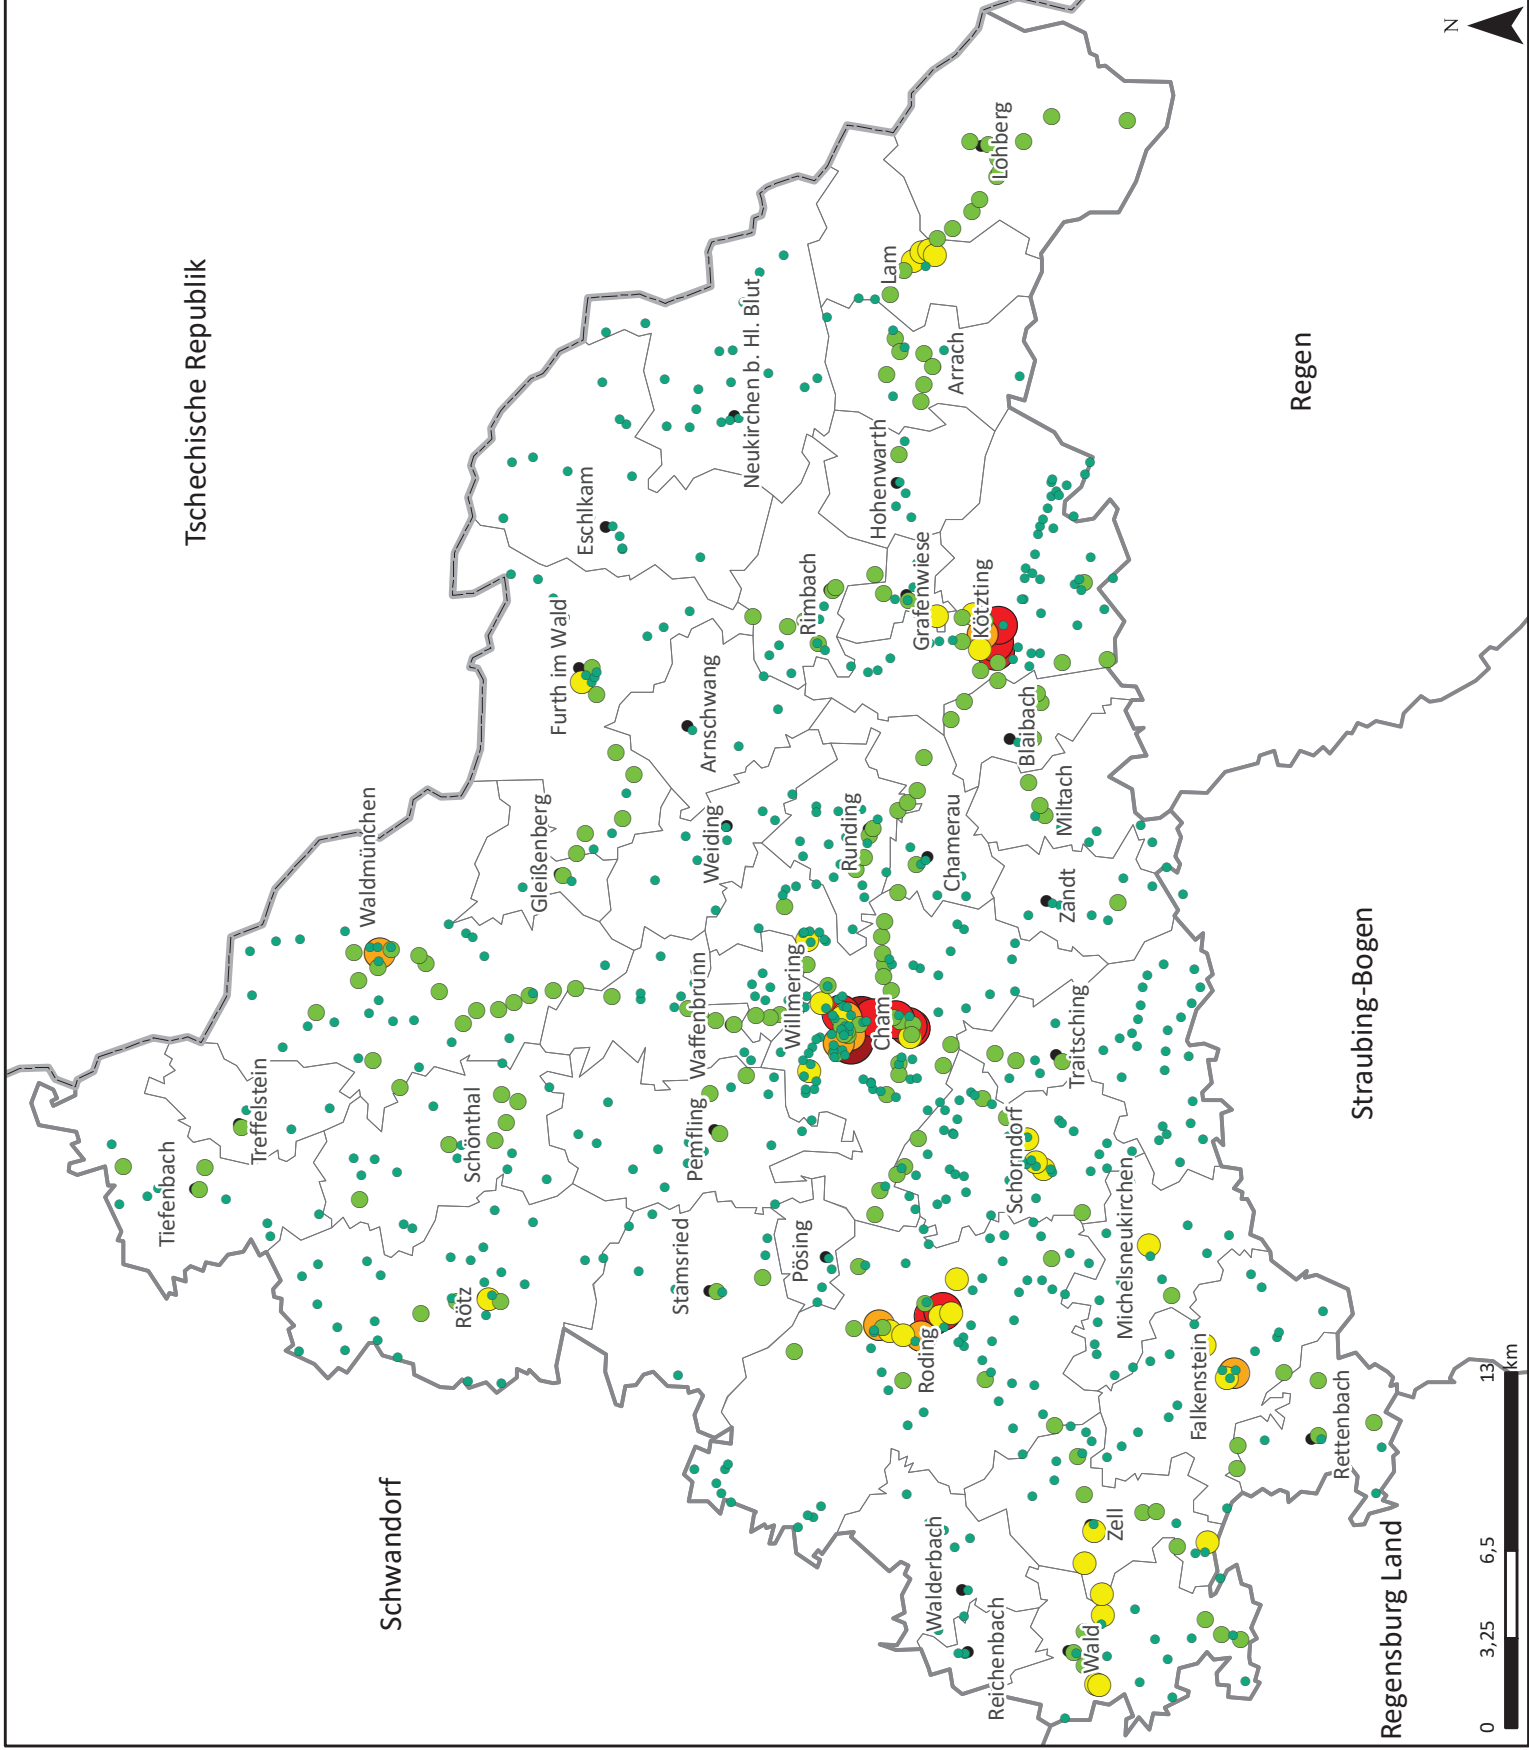 Tschechische Republik
Schwandorf
Regen
Straubing-Bogen
Regensburg Land
Tiefenbach
Treffelstein
Waldmünchen
Gleißenberg
Furth im Wald
Eschlkam
Neukirchen b. Hl. Blut
Lam
Lohberg
Arrach
Hohenwarth
Grafenwiese
Rimbach
Kötzting
Arnschwang
Weiding
Runding
Chamerau
Blaibach
Miltach
Zandt
Rötz
Schönthal
Stamsried
Pemfling
Waffenbrunn
Willmering
Cham
Pösing
Traitsching
Schorndorf
Michelsneukirchen
Roding
Falkenstein
Rettenbach
Zell
Wald
Walderbach
Reichenbach
N
0 3,25 6,5 13
km